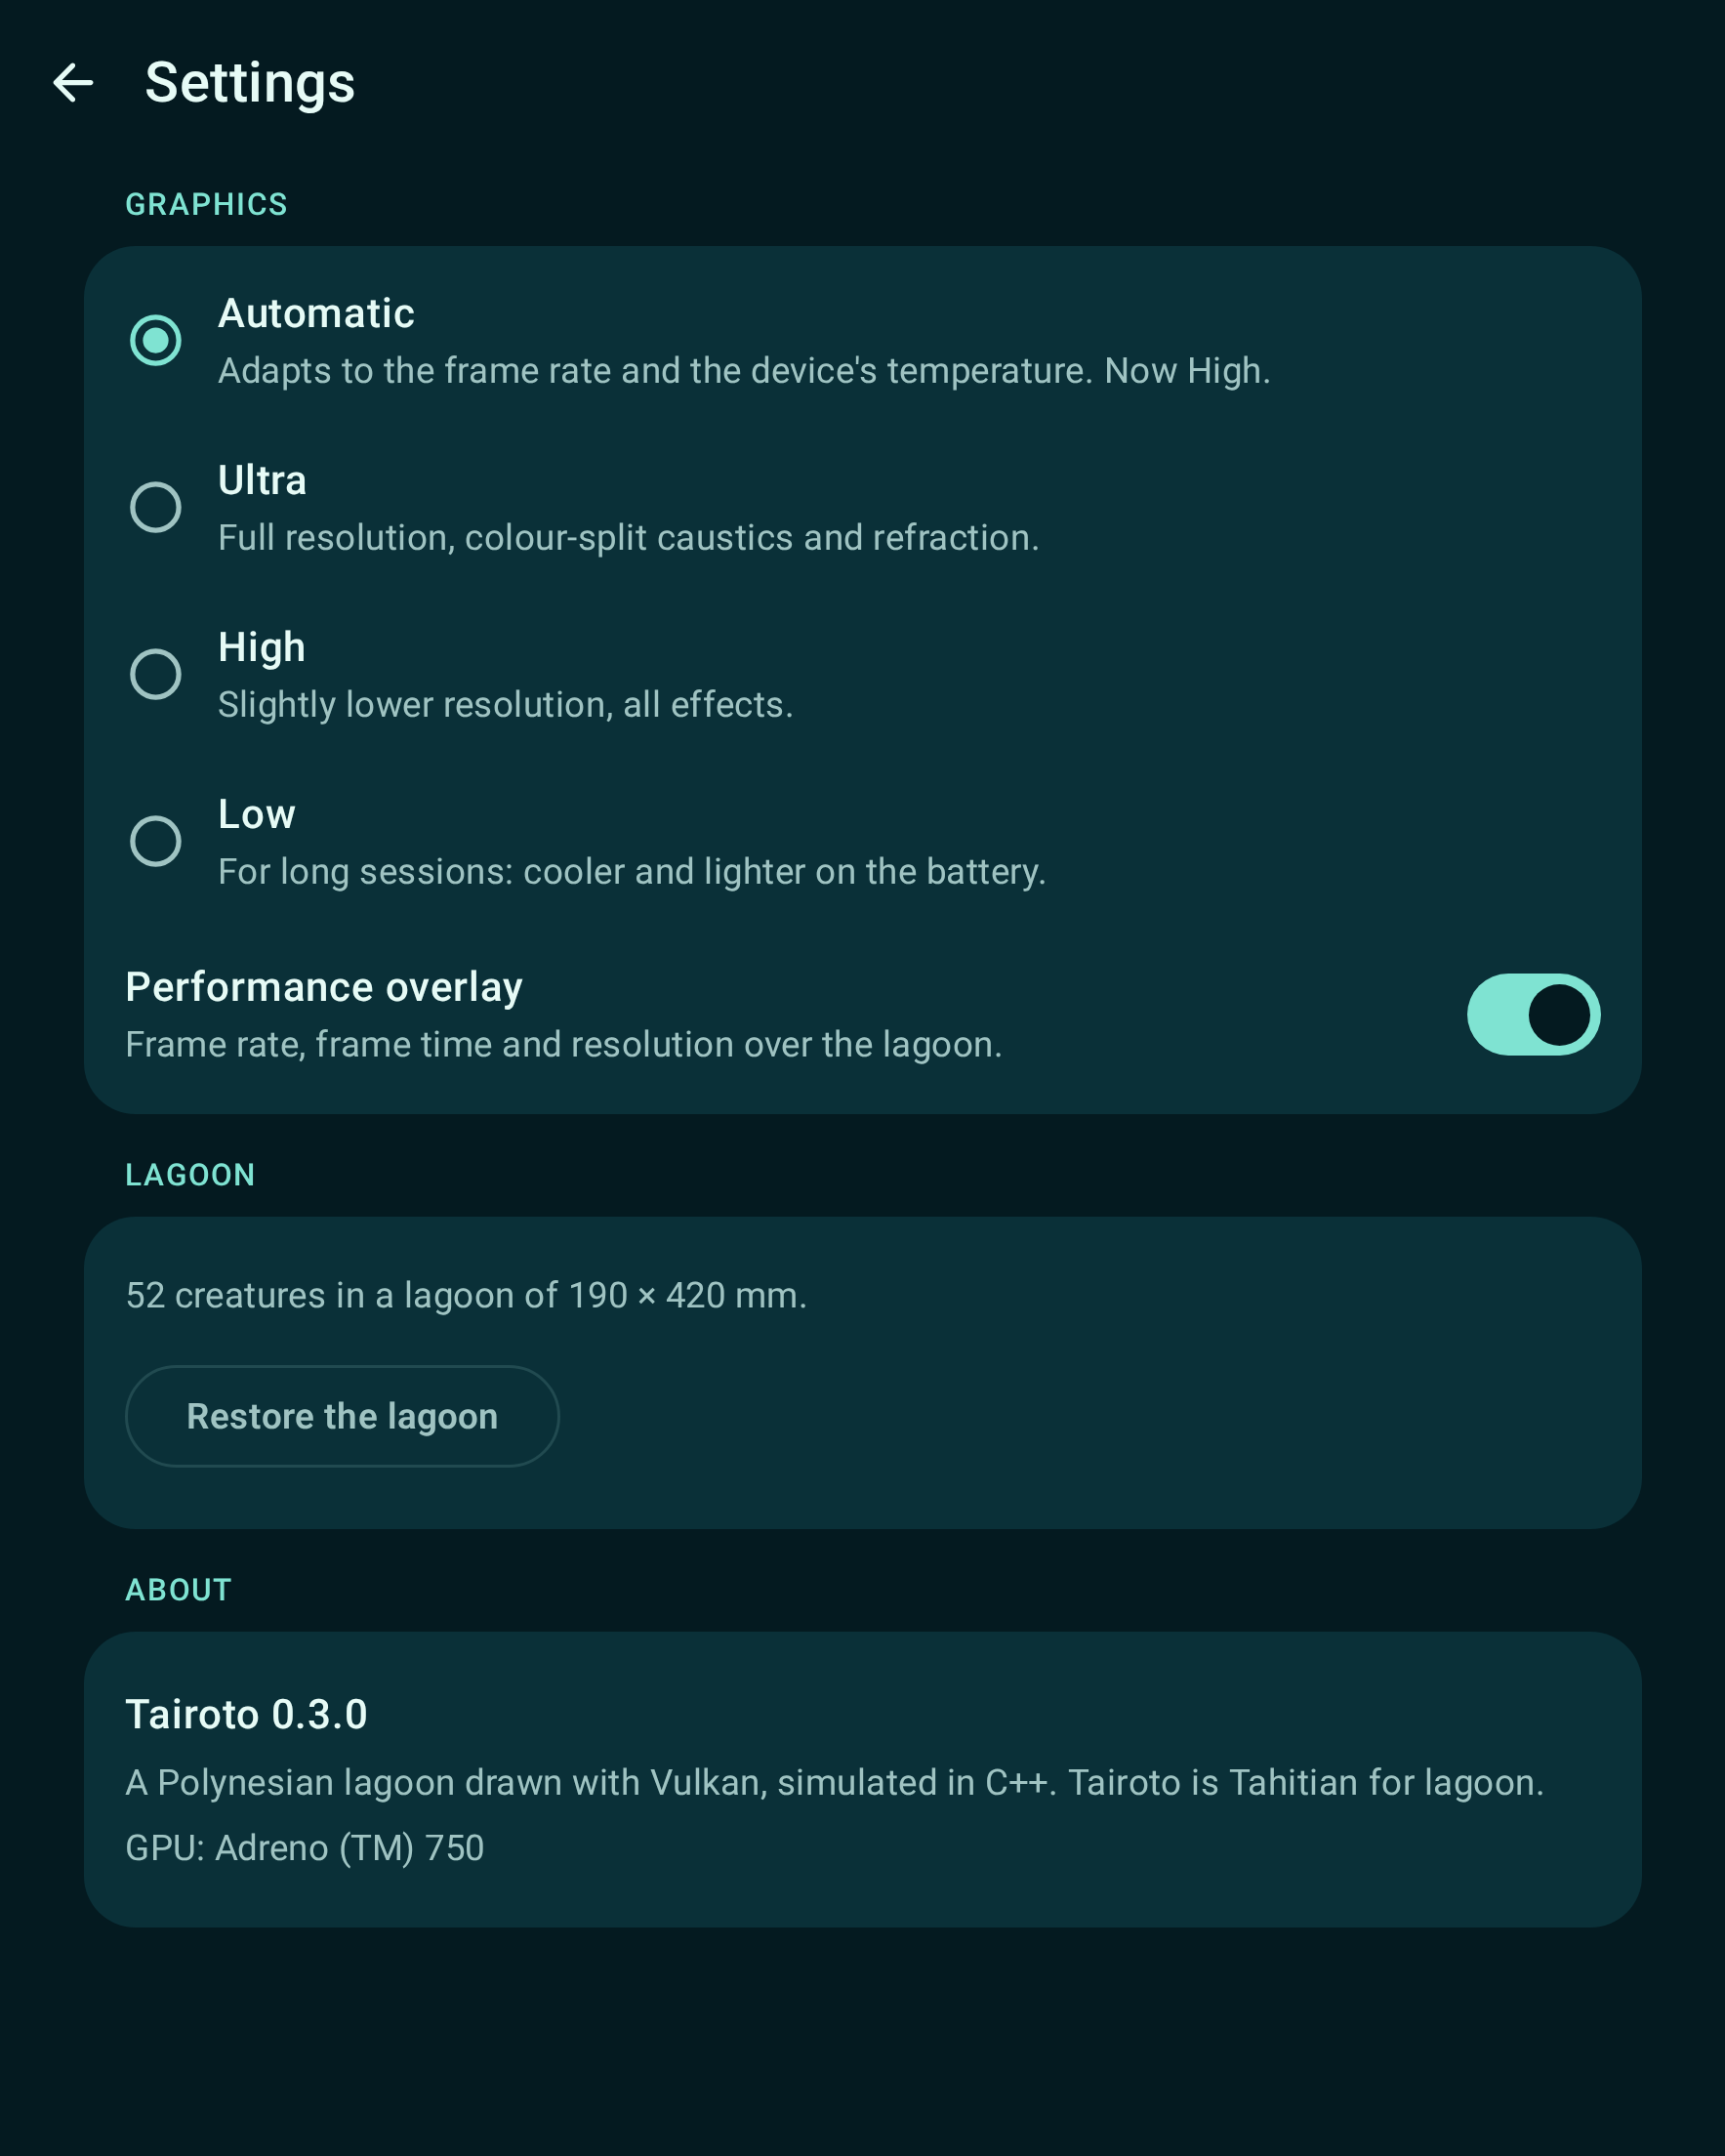 Settings
GRAPHICS
Automatic
Adapts to the frame rate and the device's temperature. Now High.
Ultra
Full resolution, colour-split caustics and refraction.
High
Slightly lower resolution, all effects.
Low
For long sessions: cooler and lighter on the battery.
Performance overlay
Frame rate, frame time and resolution over the lagoon.
LAGOON
52 creatures in a lagoon of 190 × 420 mm.
Restore the lagoon
ABOUT
Tairoto 0.3.0
A Polynesian lagoon drawn with Vulkan, simulated in C++. Tairoto is Tahitian for lagoon.
GPU: Adreno (TM) 750